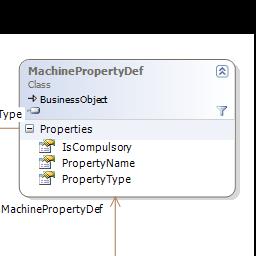 MachinePropertyDef
Class
BusinessObject
Type
Properties
IsCompulsory
PropertyName
PropertyType
MachinePropertyDef